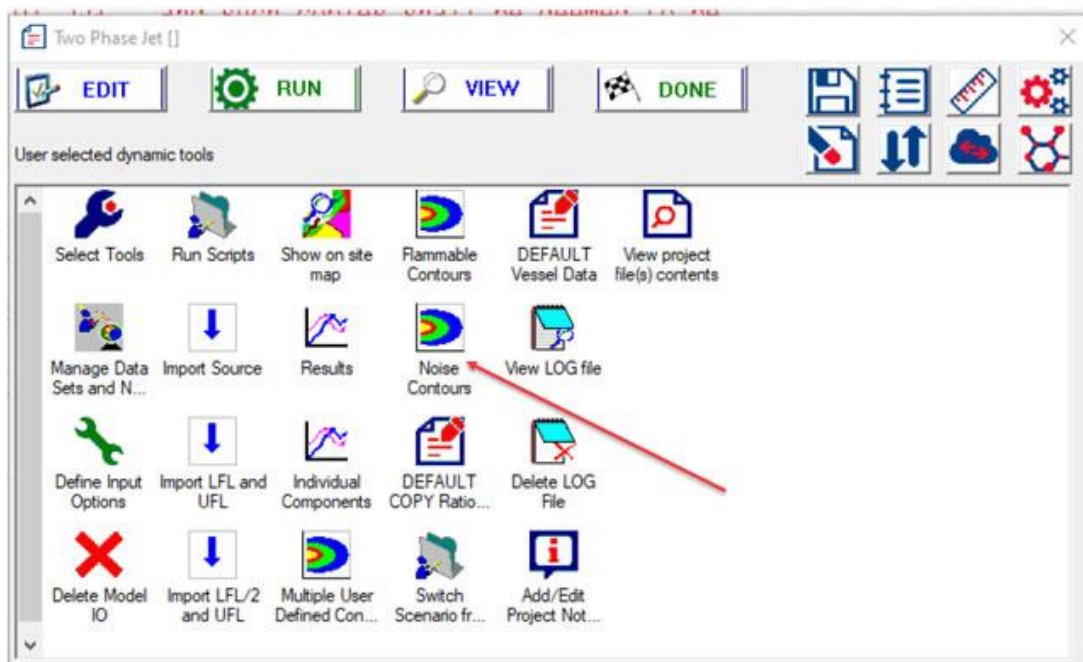 Two Phase Jet []
EDIT RUN VIEW DONE
User selected dynamic tools
Select Tools
Run Scripts
Show on site
map
Flammable
Contours
DEFAULT
Vessel Data
View project
file(s) contents
Manage Data
Sets and N...
Import Source
Results
Noise
Contours
View LOG file
Define Input
Options
Import LFL and
UFL
Individual
Components
DEFAULT
COPY Ratio...
Delete LOG
File
Delete Model
IO
Import LFL/2
and UFL
Multiple User
Defined Con...
Switch
Scenario fr...
Add/Edit
Project Not...